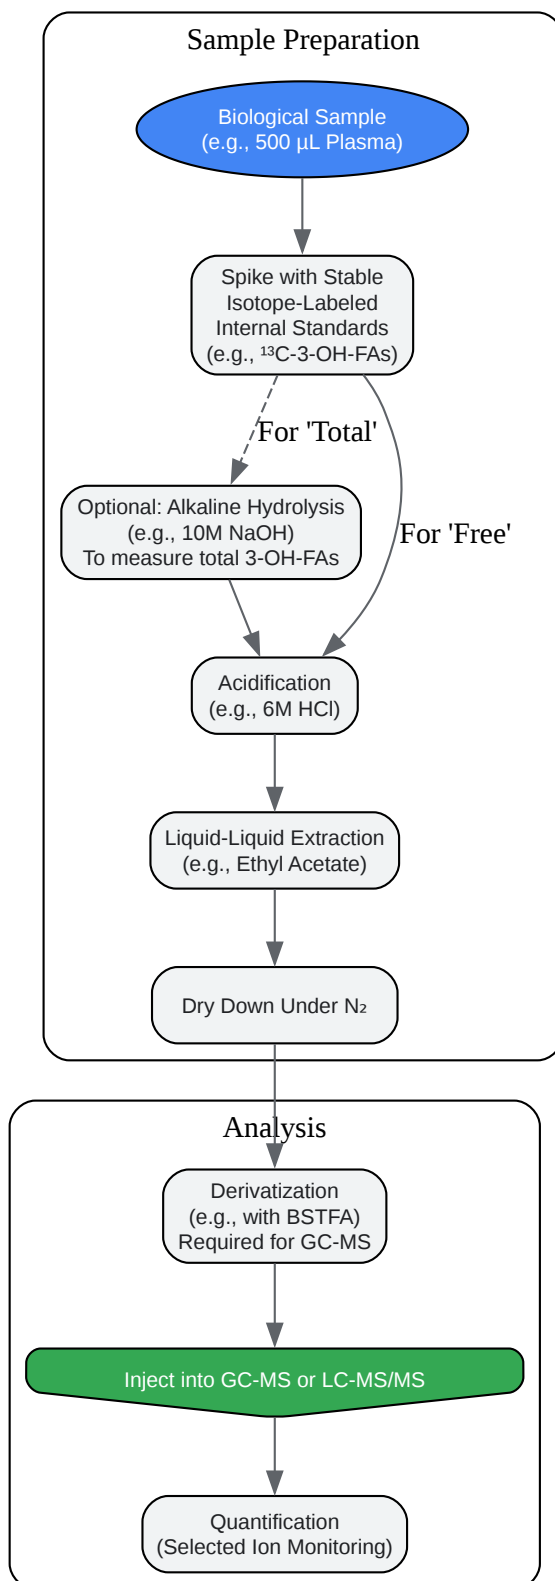 Sample Preparation
Biological Sample
(e.g., 500 µL Plasma)
Spike with Stable
Isotope-Labeled
Internal Standards
(e.g., ¹³C-3-OH-FAs)
For 'Total'
Optional: Alkaline Hydrolysis
(e.g., 10M NaOH)
To measure total 3-OH-FAs
For 'Free'
Acidification
(e.g., 6M HCl)
Liquid-Liquid Extraction
(e.g., Ethyl Acetate)
Dry Down Under N₂
Analysis
Derivatization
(e.g., with BSTFA)
Required for GC-MS
Inject into GC-MS or LC-MS/MS
Quantification
(Selected Ion Monitoring)